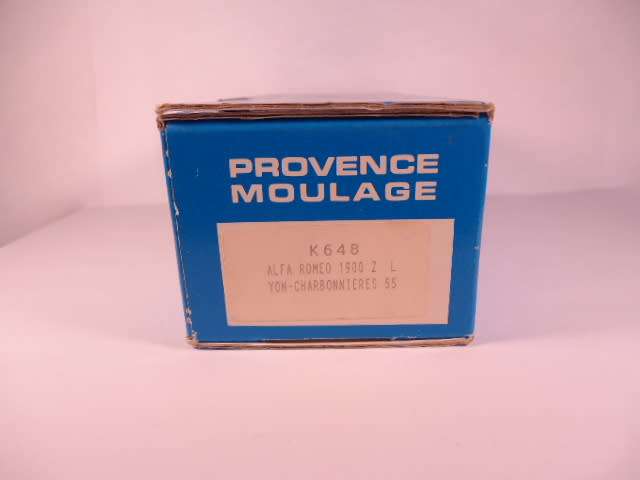 PROVENCE
MOULAGE
K648
ALFA ROMEO 1900 Z L
YON-CHARBONNIERES 55